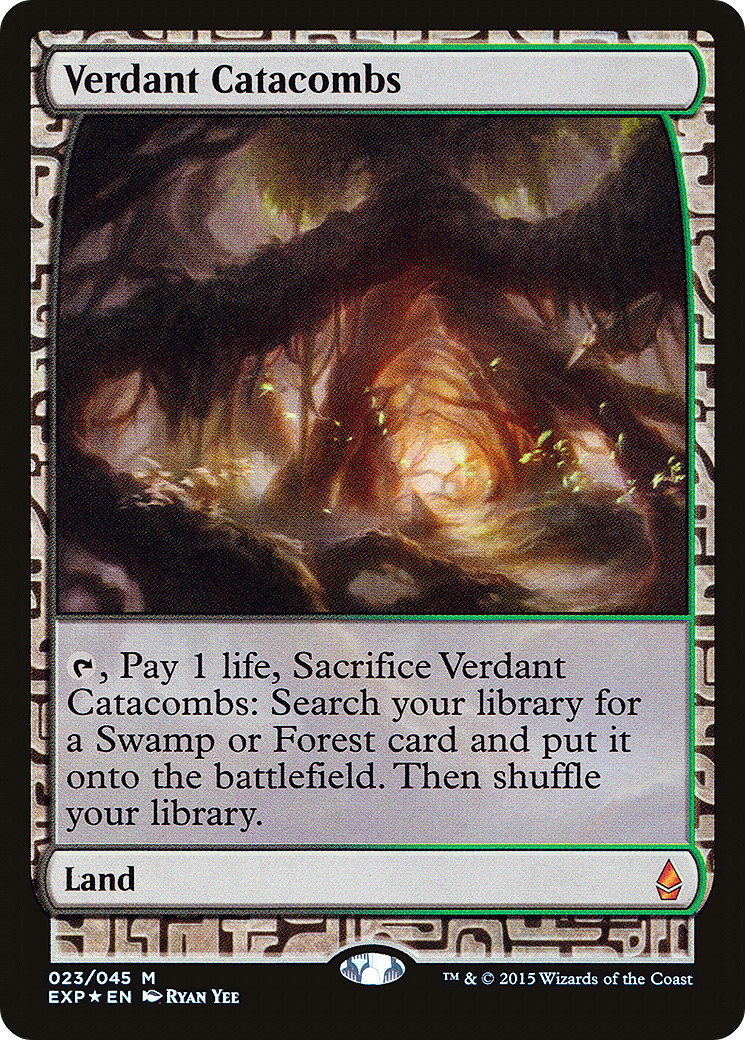 Verdant Catacombs
, Pay 1 life, Sacrifice Verdant
Catacombs: Search your library for
a Swamp or Forest card and put it
onto the battlefield. Then shuffle
your library.
Land
023/045 M
EXP★EN Ryan Yee
™ & © 2015 Wizards of the Coast